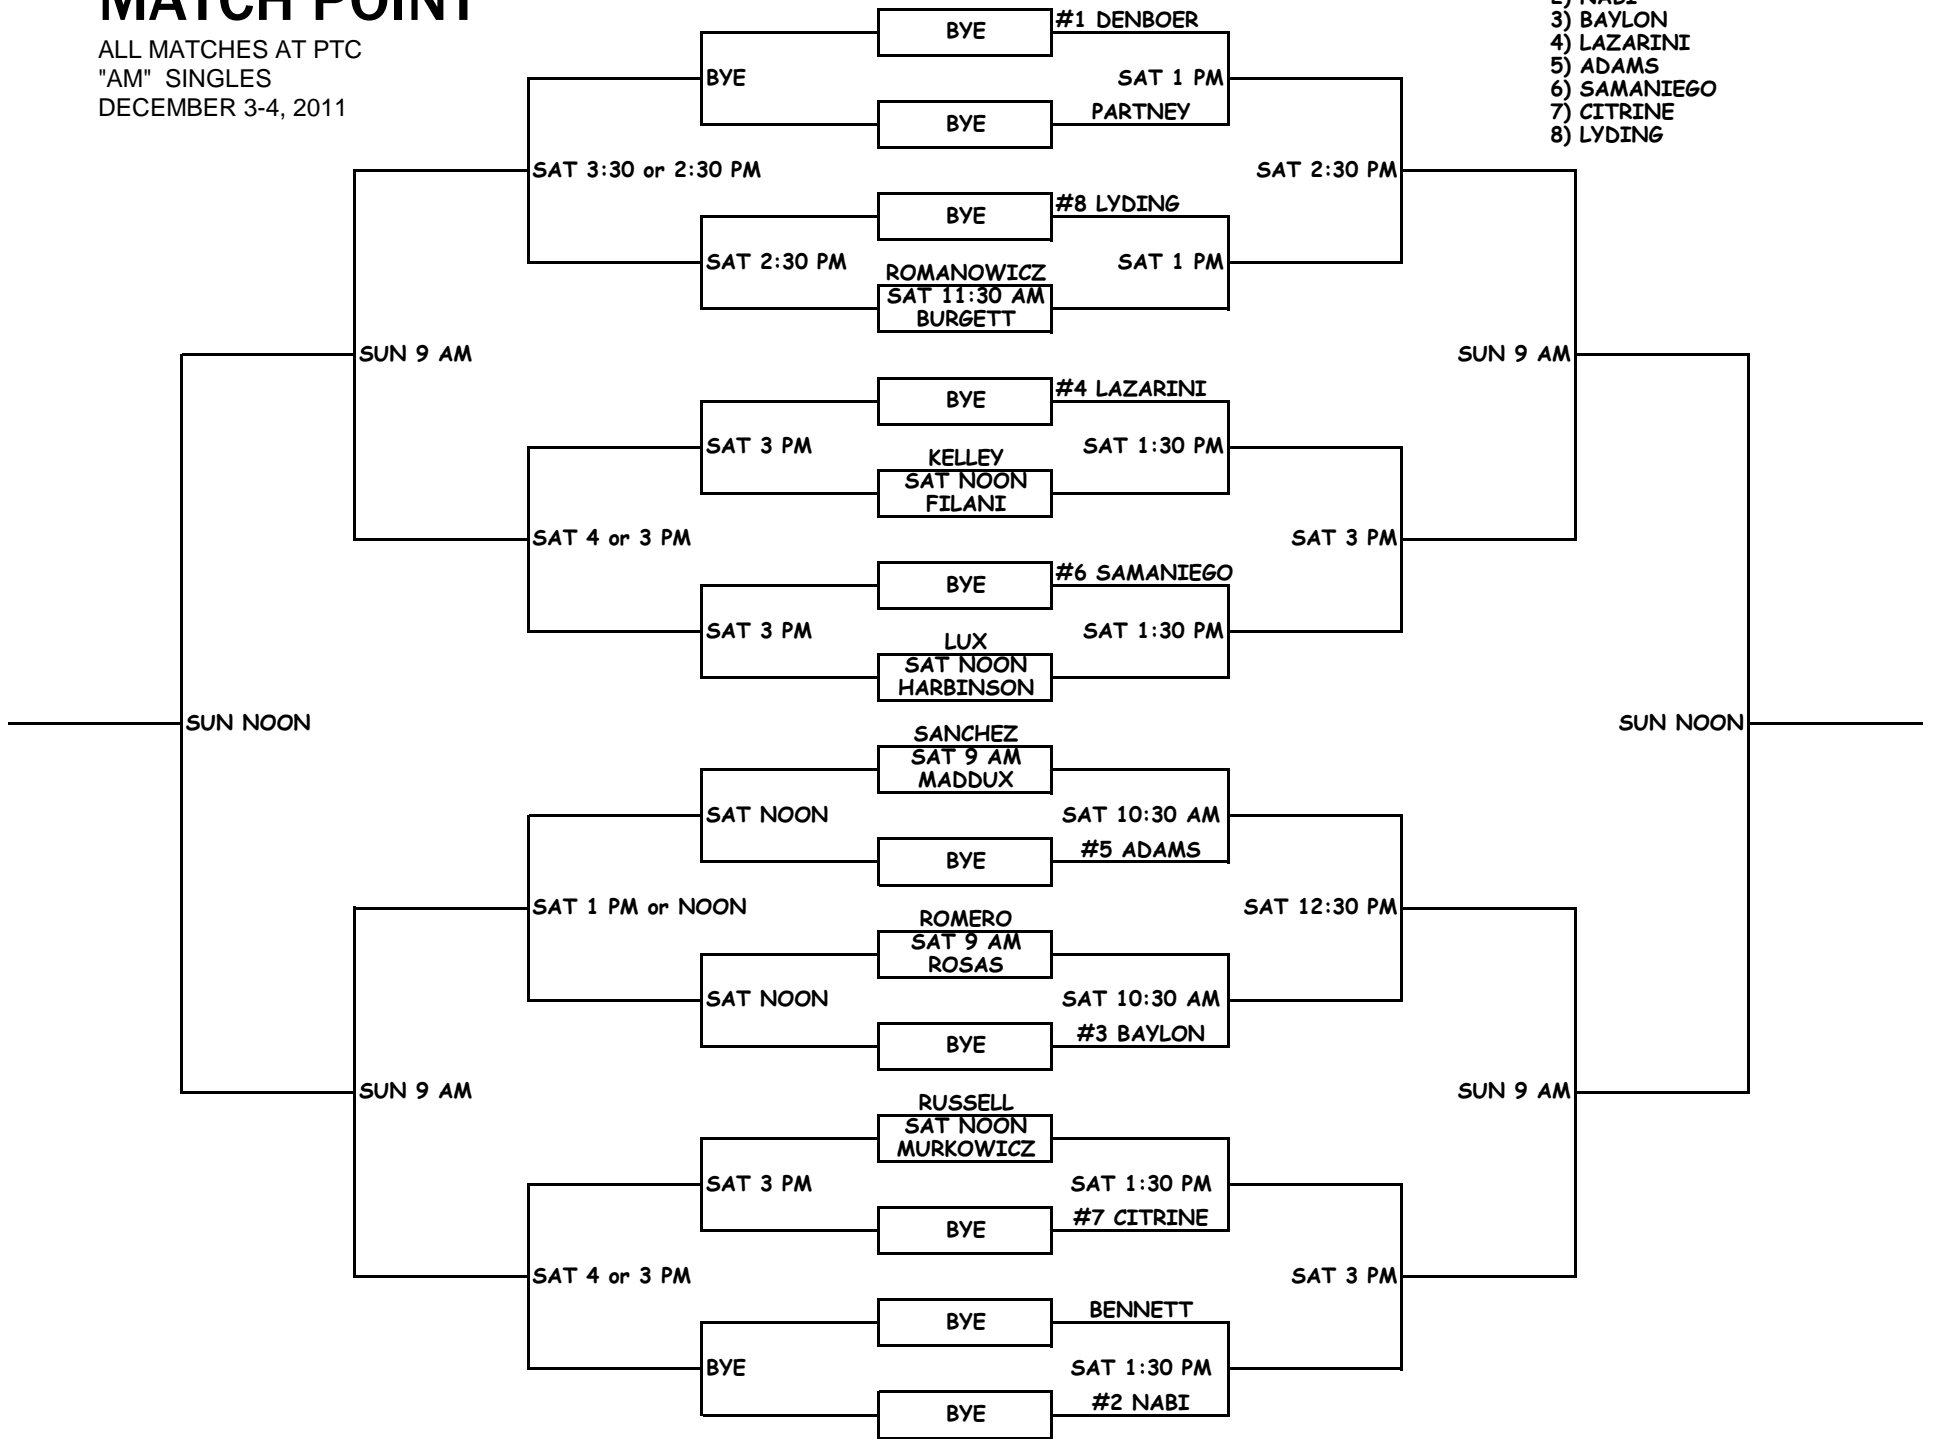 MATCH POINT
ALL MATCHES AT PTC
"AM" SINGLES
DECEMBER 3-4, 2011
2) NABI
3) BAYLON
4) LAZARINI
5) ADAMS
6) SAMANIEGO
7) CITRINE
8) LYDING
BYE
#1 DENBOER
BYE
SAT 1 PM
BYE
PARTNEY
SAT 3:30 or 2:30 PM
SAT 2:30 PM
BYE
#8 LYDING
SAT 2:30 PM
SAT 1 PM
ROMANOWICZ
SAT 11:30 AM
BURGETT
SUN 9 AM
SUN 9 AM
BYE
#4 LAZARINI
SAT 3 PM
SAT 1:30 PM
KELLEY
SAT NOON
FILANI
SAT 4 or 3 PM
SAT 3 PM
BYE
#6 SAMANIEGO
SAT 3 PM
SAT 1:30 PM
LUX
SAT NOON
HARBINSON
SUN NOON
SUN NOON
SANCHEZ
SAT 9 AM
MADDUX
SAT NOON
SAT 10:30 AM
BYE
#5 ADAMS
SAT 1 PM or NOON
SAT 12:30 PM
ROMERO
SAT 9 AM
ROSAS
SAT NOON
SAT 10:30 AM
BYE
#3 BAYLON
SUN 9 AM
SUN 9 AM
RUSSELL
SAT NOON
MURKOWICZ
SAT 3 PM
SAT 1:30 PM
BYE
#7 CITRINE
SAT 4 or 3 PM
SAT 3 PM
BYE
BENNETT
BYE
SAT 1:30 PM
BYE
#2 NABI